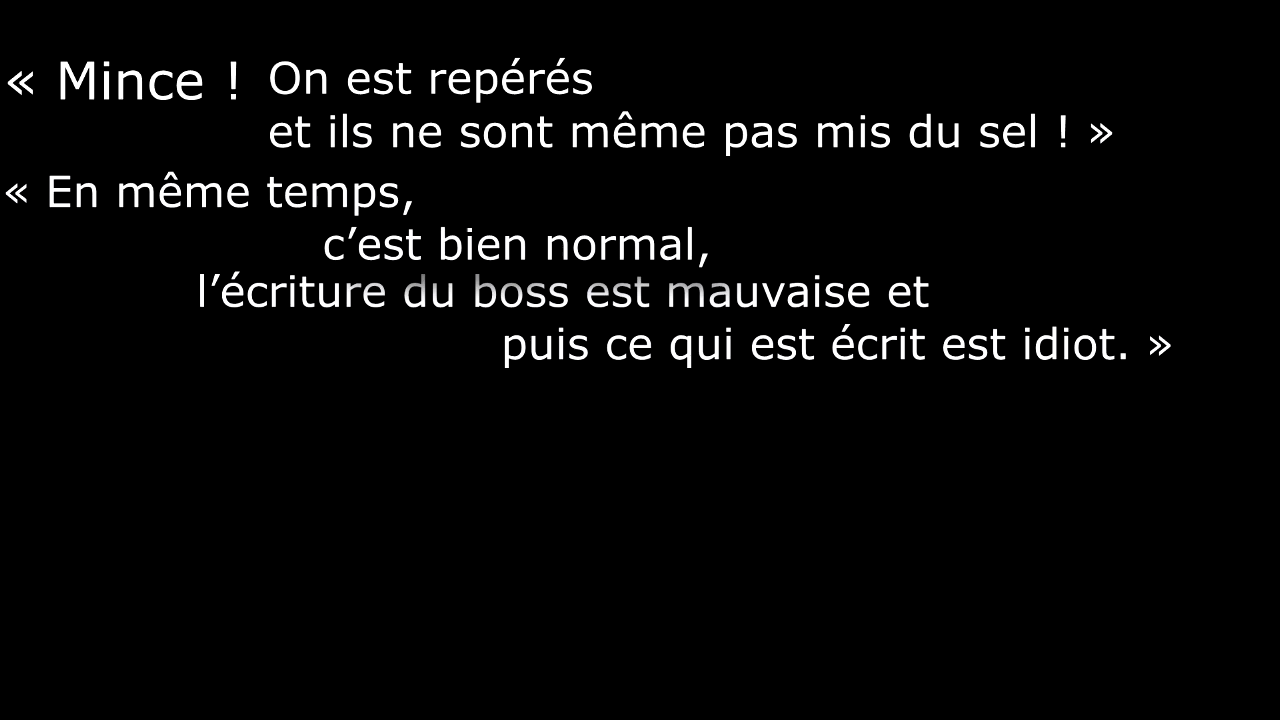 « Mince ! On est repérés
et ils ne sont même pas mis du sel ! »
« En même temps,
c’est bien normal,
l’écriture du boss est mauvaise et
puis ce qui est écrit est idiot. »